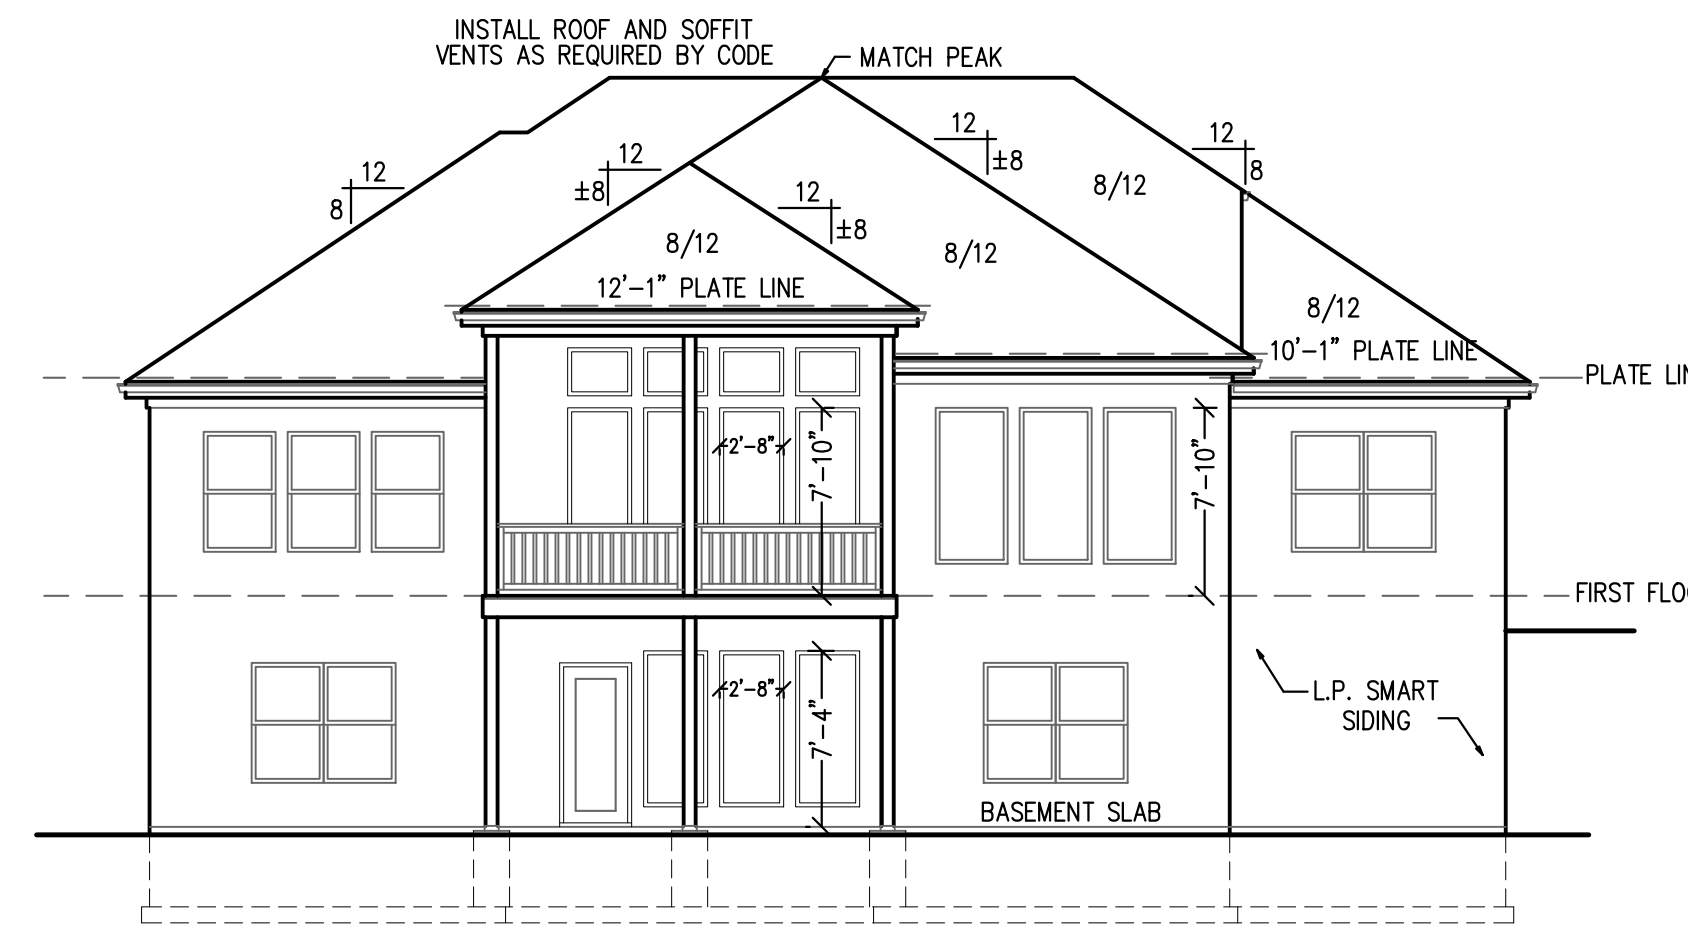 INSTALL ROOF AND SOFFIT
VENTS AS REQUIRED BY CODE
MATCH PEAK
12
8
12
±8
12
±8
12
±8
12
8
8/12
8/12
8/12
8/12
12'-1" PLATE LINE
10'-1" PLATE LINE
PLATE LIN
2'-8"
7'-10"
7'-10"
FIRST FLO
2'-8"
7'-4"
L.P. SMART
SIDING
BASEMENT SLAB